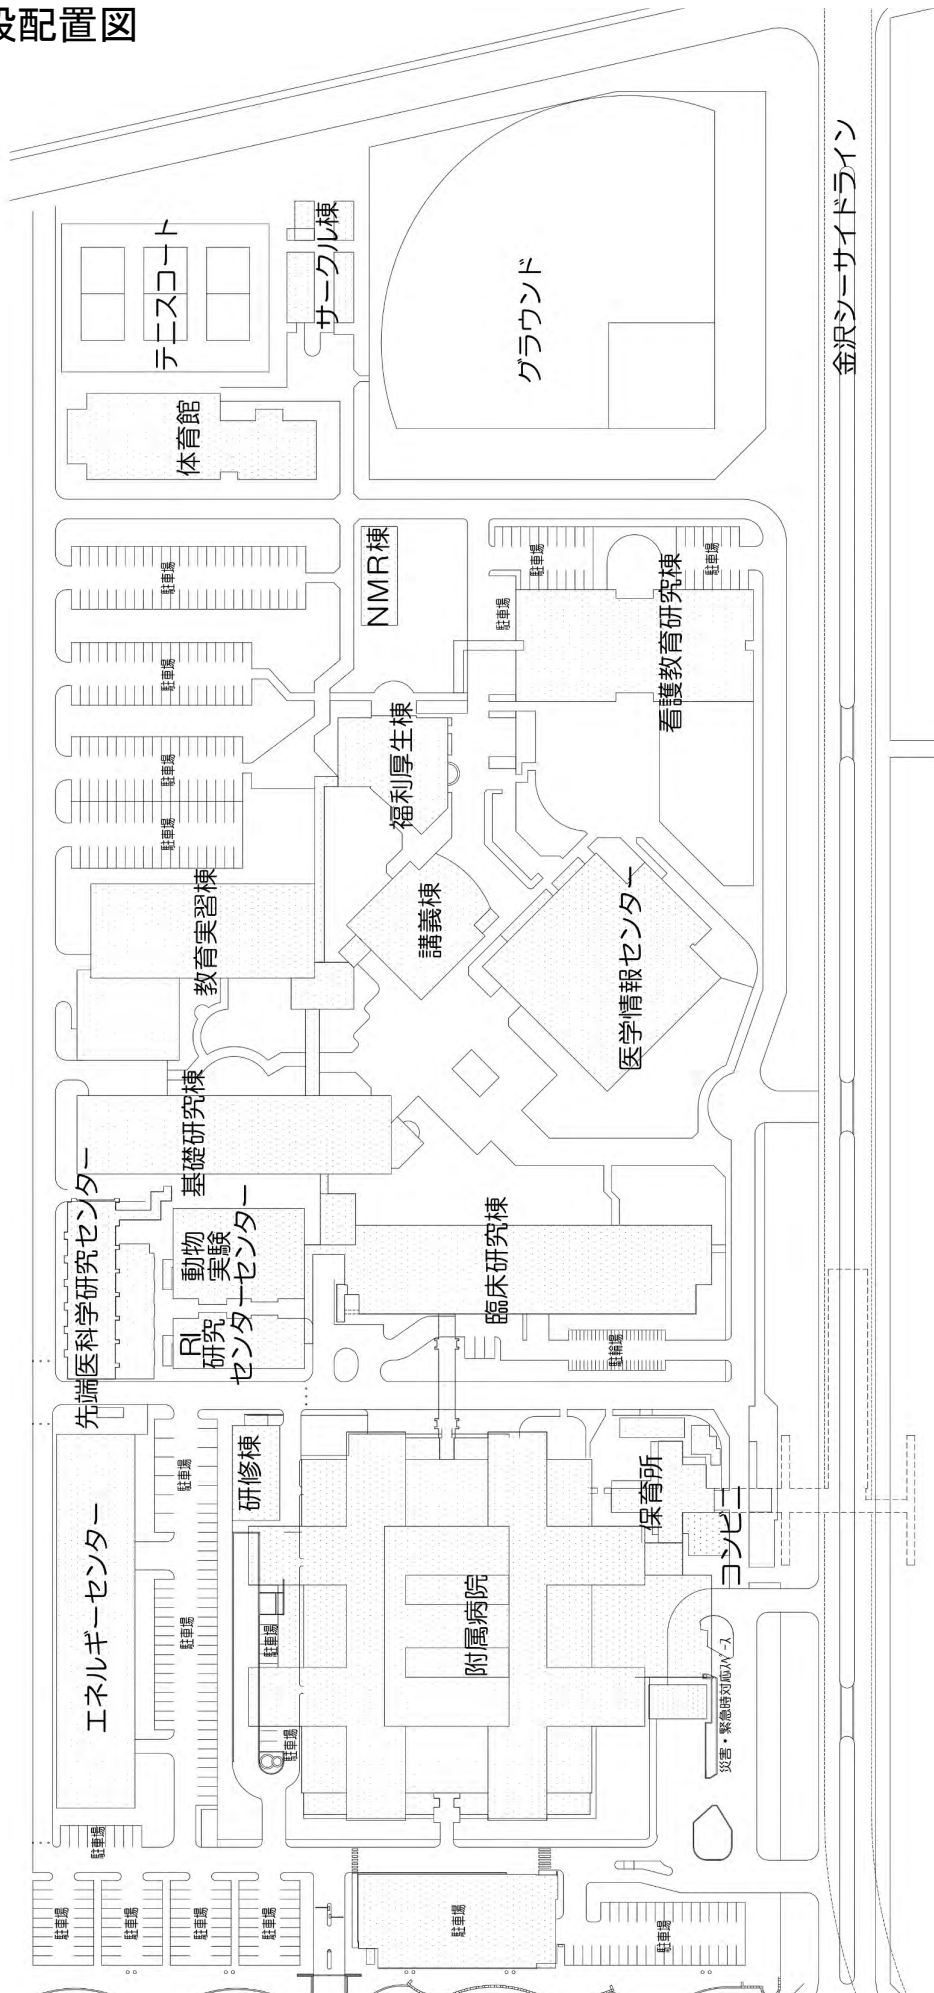 設配置図
金沢シーサイドライン
テニスコート
サークル棟
グラウンド
体育館
NMR棟
駐車場
駐車場
駐車場
駐車場
看護教育研究棟
駐車場
福利厚生棟
駐車場
駐車場
教育実習棟
講義棟
医学情報センター
基礎研究棟
先端医科学研究センター
動物
実験
センター
RI
研究
センター
臨床研究棟
駐輪場
エネルギーセンター
駐車場
研修棟
保育所
コンビニ
駐車場
駐車場
附属病院
駐車場
災害・緊急時対応スペース
駐車場
駐車場
駐車場
駐車場
駐車場
駐車場
駐車場